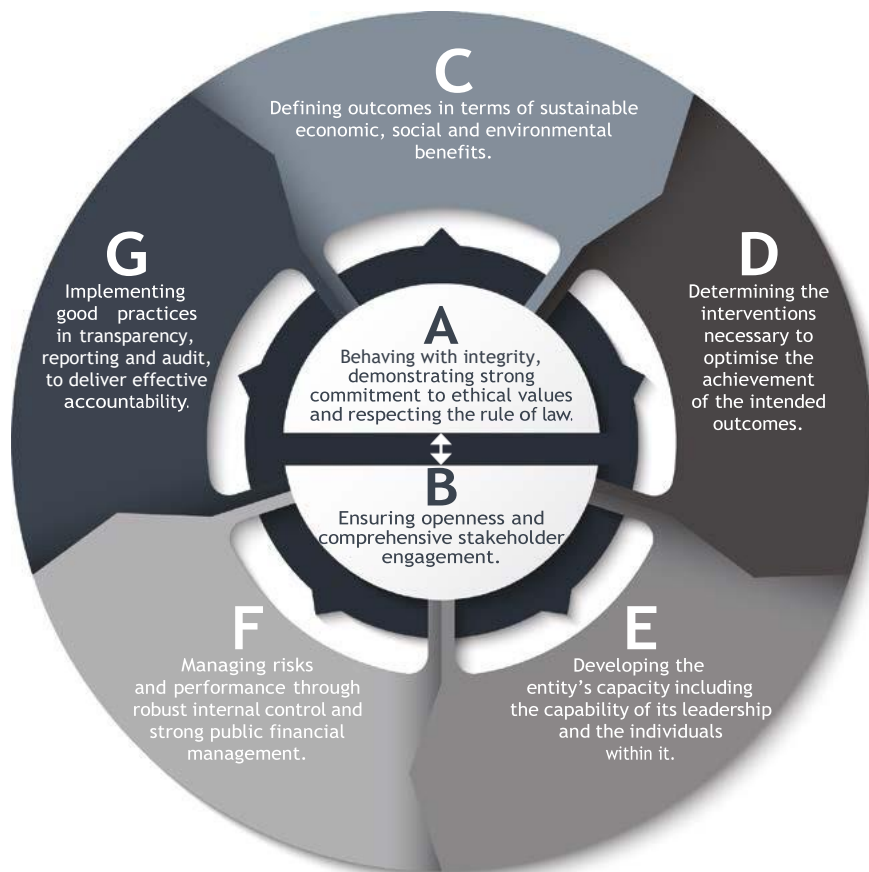 C
Defining outcomes in terms of sustainable
economic, social and environmental
benefits.
G
Implementing
good practices
in transparency,
reporting and audit,
to deliver effective
accountability.
D
Determining the
interventions
necessary to
optimise the
achievement
of the intended
outcomes.
A
Behaving with integrity,
demonstrating strong
commitment to ethical values
and respecting the rule of law.
B
Ensuring openness and
comprehensive stakeholder
engagement.
F
Managing risks
and performance through
robust internal control and
strong public financial
management.
E
Developing the
entity’s capacity including
the capability of its leadership
and the individuals
within it.